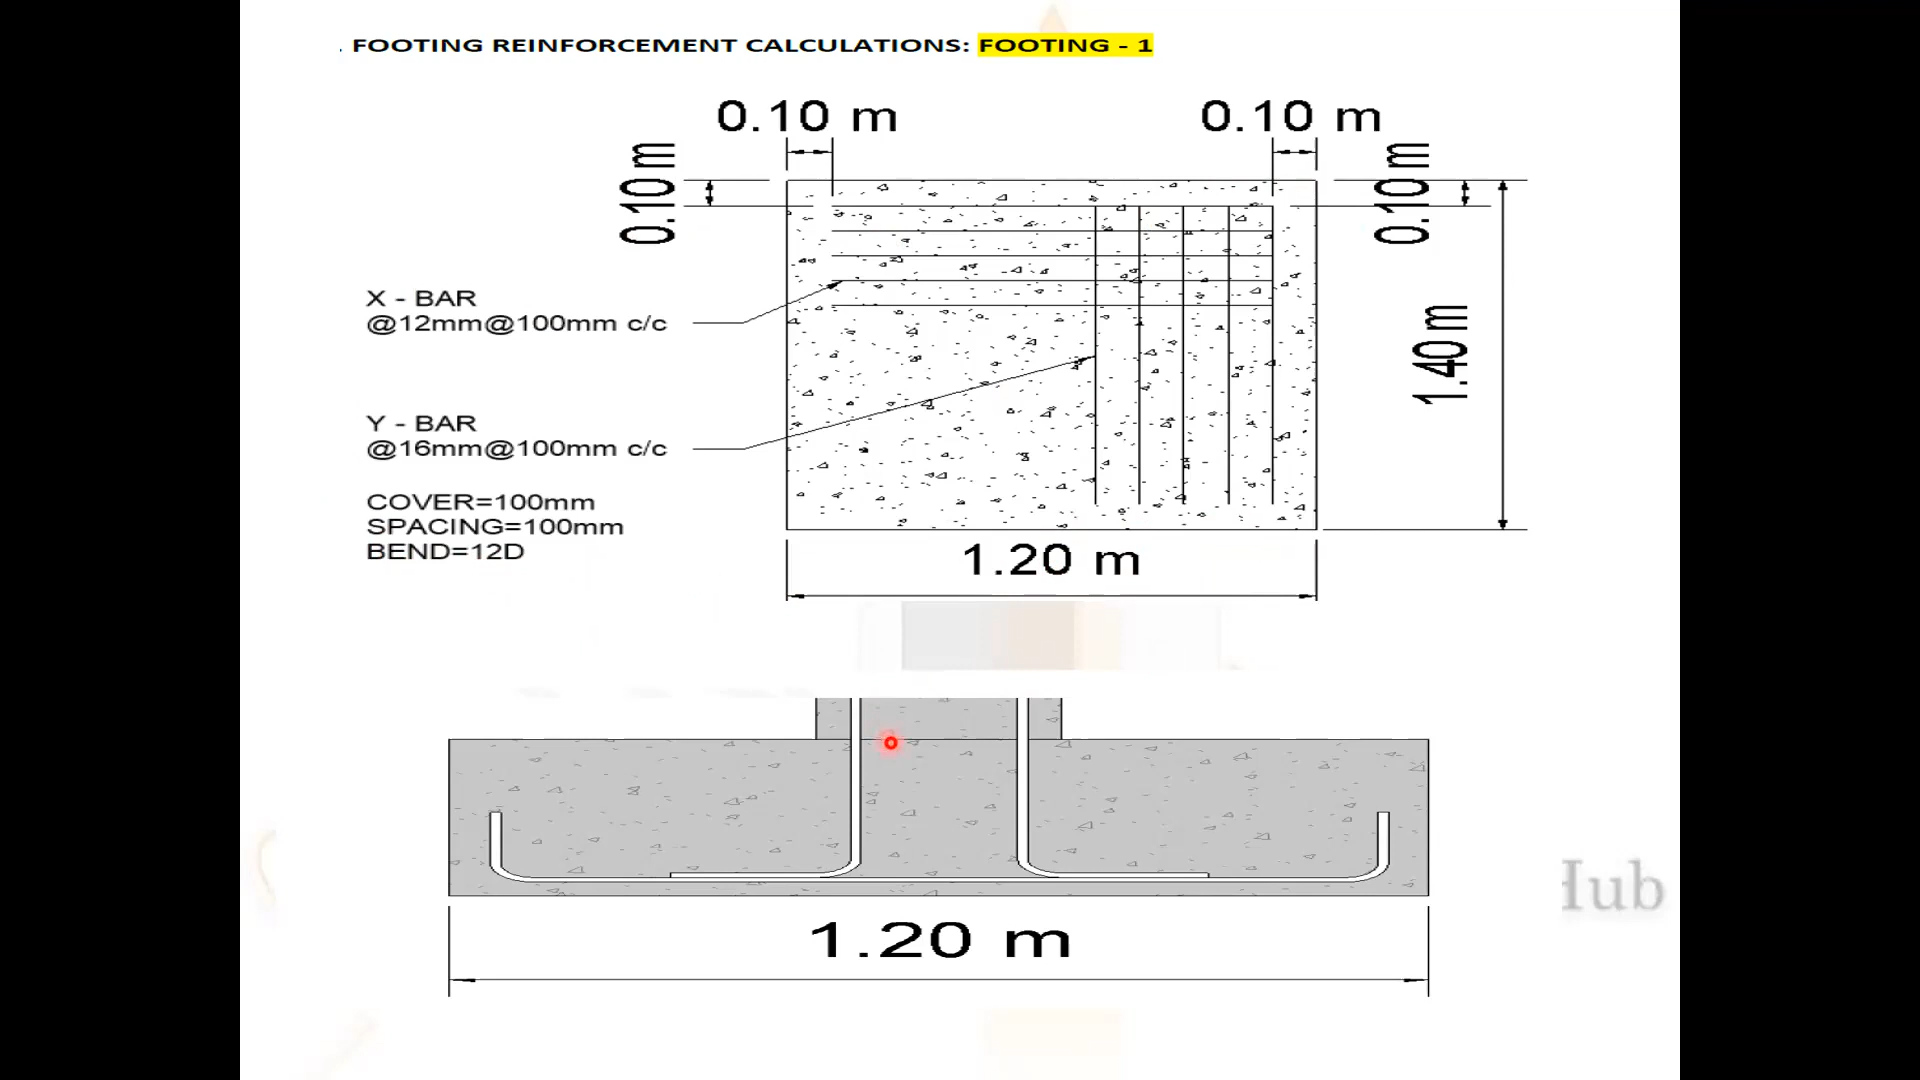 . FOOTING REINFORCEMENT CALCULATIONS: FOOTING - 1
0.10 m
0.10 m
0.10 m
0.10 m
X - BAR
@12mm@100mm c/c
1.40 m
Y - BAR
@16mm@100mm c/c
COVER=100mm
SPACING=100mm
BEND=12D
1.20 m
Hub
1.20 m